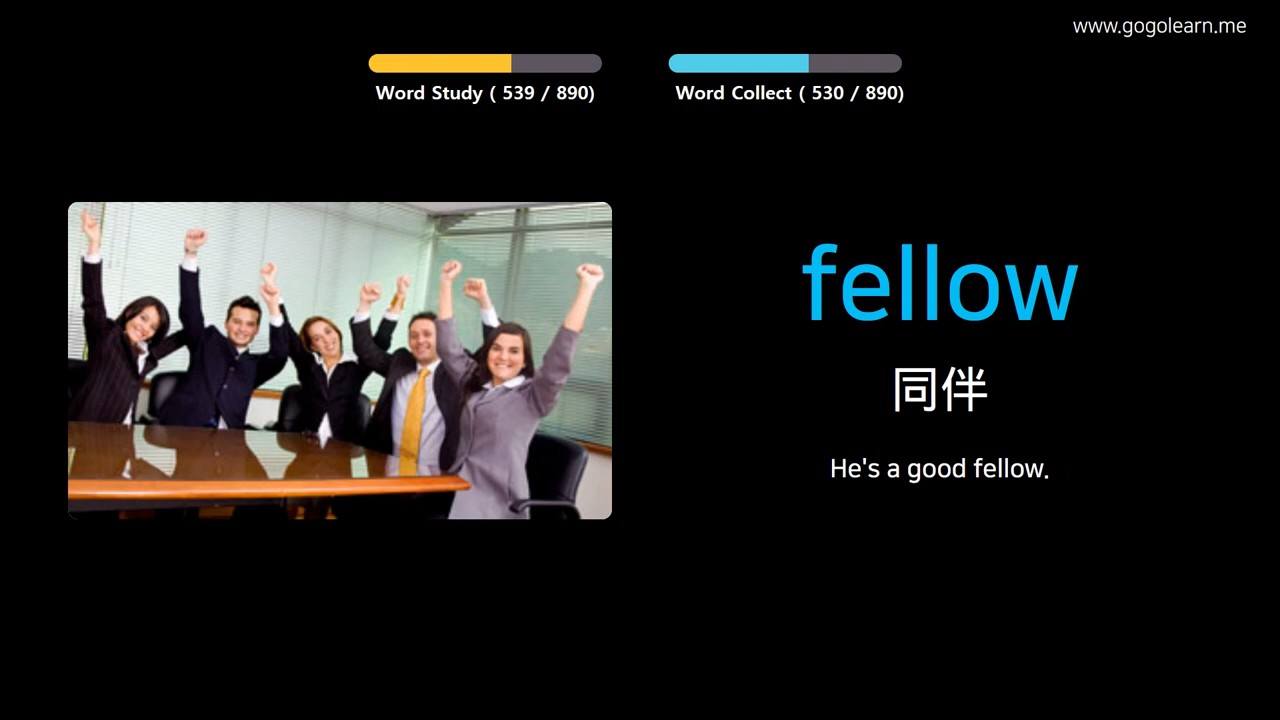 www.gogolearn.me
Word Study ( 539 / 890)
Word Collect ( 530 / 890)
fellow
同伴
He's a good fellow.